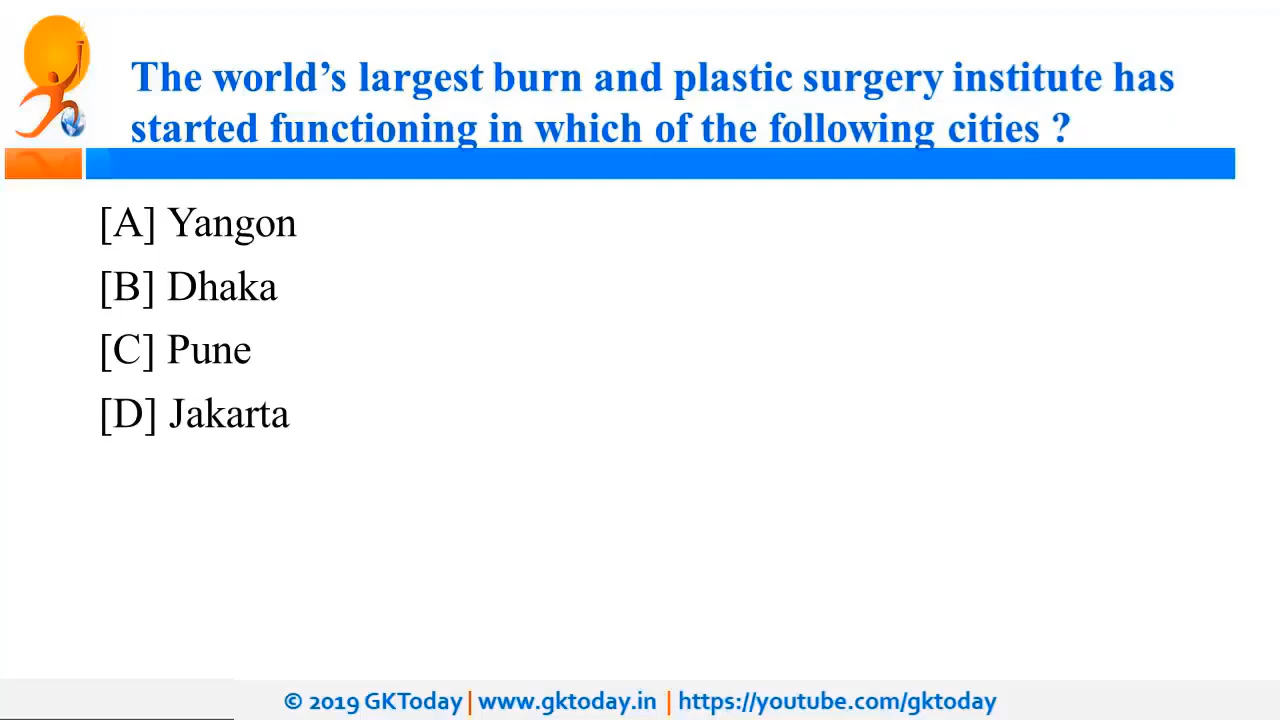 The world’s largest burn and plastic surgery institute has
started functioning in which of the following cities ?
[A] Yangon
[B] Dhaka
[C] Pune
[D] Jakarta
© 2019 GKToday | www.gktoday.in | https://youtube.com/gktoday